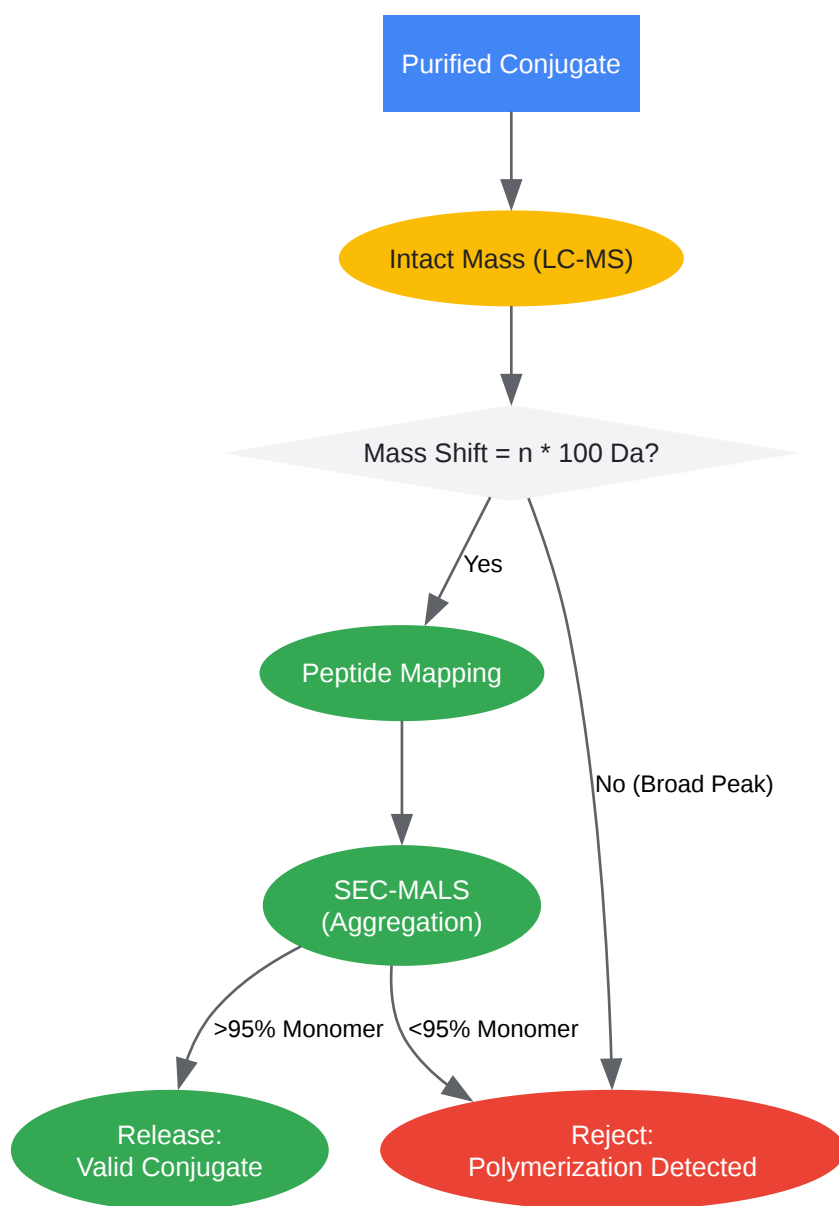 Purified Conjugate
Intact Mass (LC-MS)
Mass Shift = n * 100 Da?
Yes
Peptide Mapping
No (Broad Peak)
SEC-MALS
(Aggregation)
>95% Monomer
<95% Monomer
Release:
Valid Conjugate
Reject:
Polymerization Detected